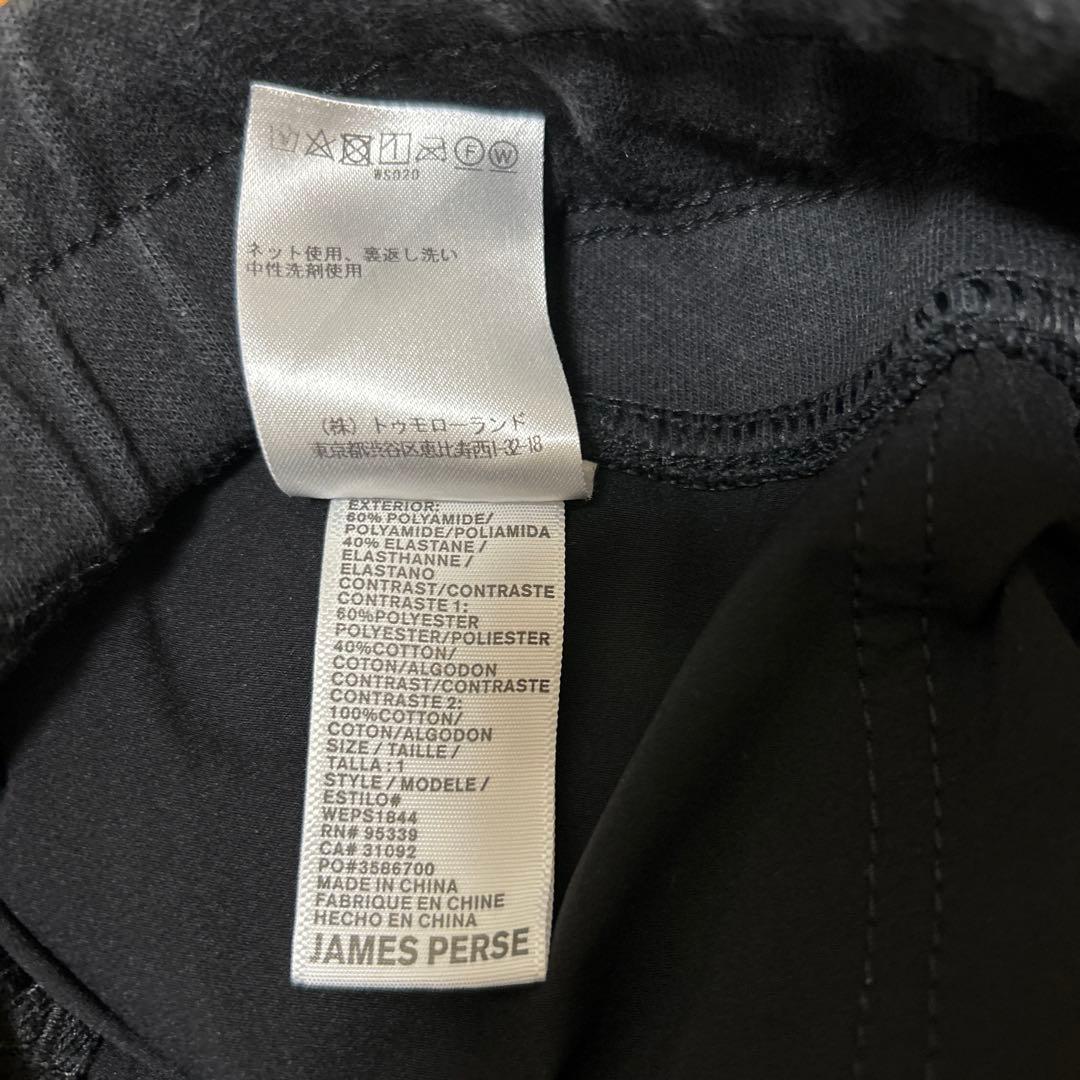 F W
WS020
ネット使用、裏返し洗い
中性洗剤使用
(株) トゥモローランド
東京都渋谷区恵比寿西1-32-18
EXTERIOR:
60% POLYAMIDE/
POLYAMIDE/POLIAMIDA
40% ELASTANE /
ELASTHANNE /
ELASTANO
CONTRAST/CONTRASTE
CONTRASTE 1:
60%POLYESTER
POLYESTER/POLIESTER
40%COTTON/
COTON/ALGODON
CONTRAST/CONTRASTE
CONTRASTE 2:
100%COTTON/
COTON/ALGODON
SIZE / TAILLE /
TALLA : 1
STYLE / MODELE /
ESTILO#
WEPS1844
RN# 95339
CA# 31092
PO#3586700
MADE IN CHINA
FABRIQUE EN CHINE
HECHO EN CHINA
JAMES PERSE